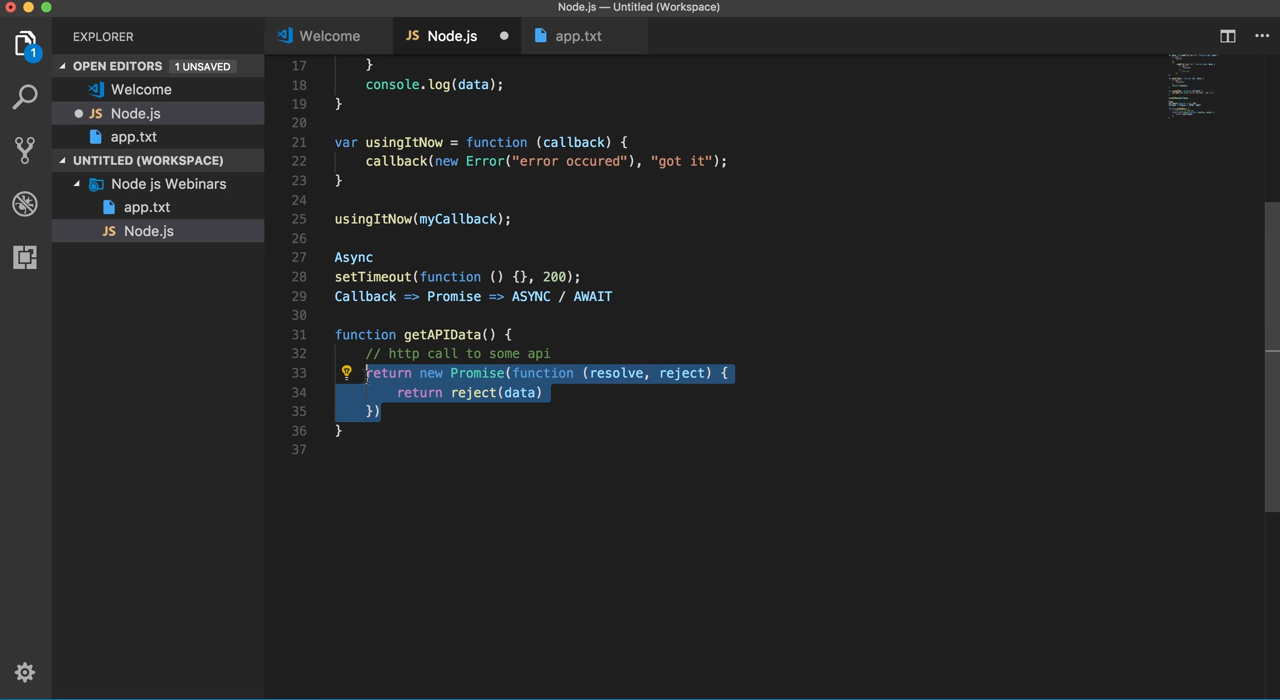 Node.js — Untitled (Workspace)
1
EXPLORER
OPEN EDITORS 1 UNSAVED
Welcome
JS Node.js
app.txt
UNTITLED (WORKSPACE)
Node js Webinars
app.txt
JS Node.js
Welcome JS Node.js app.txt
17 }
18 console.log(data);
19 }
20
21 var usingItNow = function (callback) {
22 callback(new Error("error occured"), "got it");
23 }
24
25 usingItNow(myCallback);
26
27 Async
28 setTimeout(function () {}, 200);
29 Callback => Promise => ASYNC / AWAIT
30
31 function getAPIData() {
32 // http call to some api
33 return new Promise(function (resolve, reject) {
34 return reject(data)
35 })
36 }
37